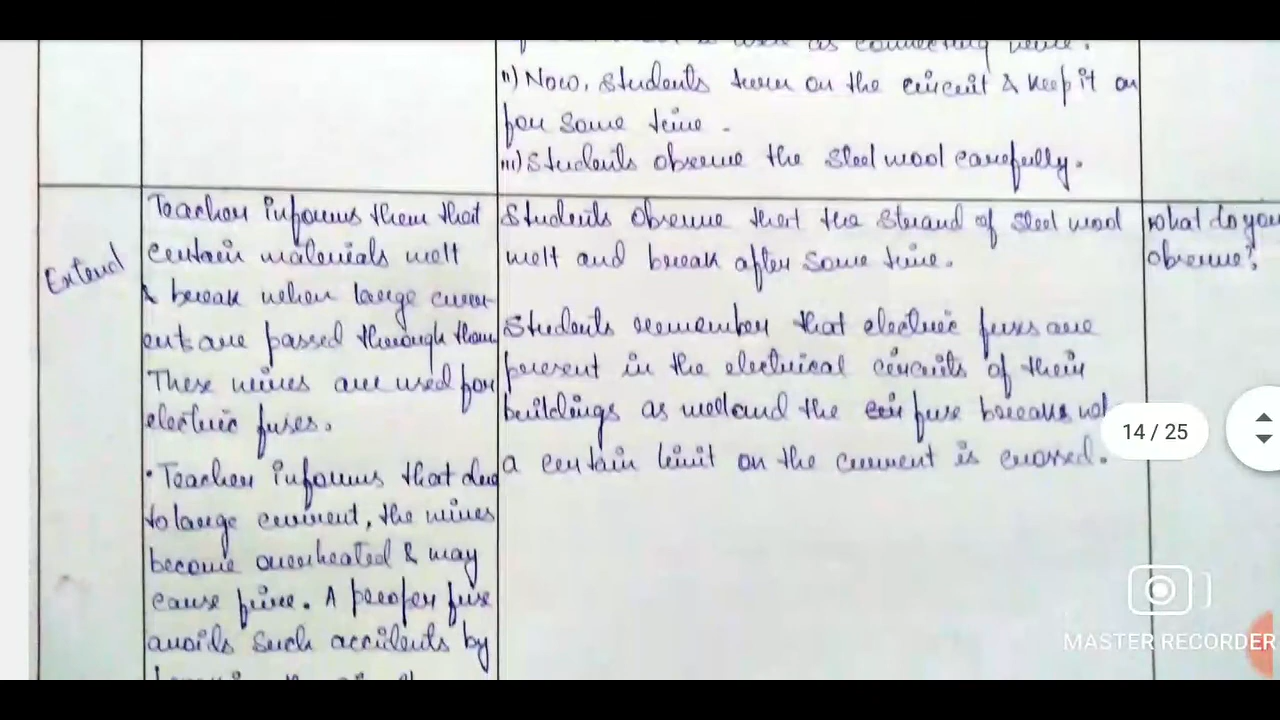 as connecting
ii) Now, students turn on the circuit & keep it on
for some time.
iii) Students observe the steel wool carefully.
Extend
Teacher informs them that
certain materials melt
& break when large curr-
ents are passed through them
These wires are used for
electric fuses.
• Teacher informs that due
to large current, the wires
become overheated & may
cause fire. A proper fuse
avoids such accidents by
Students observe that the strand of steel wool
melt and break after some time.
Students remember that electric fuses are
present in the electrical circuits of their
buildings as well and the fuse breaks
a certain limit on the current is crossed.
What do you
observe?
14 / 25
MASTER RECORDER